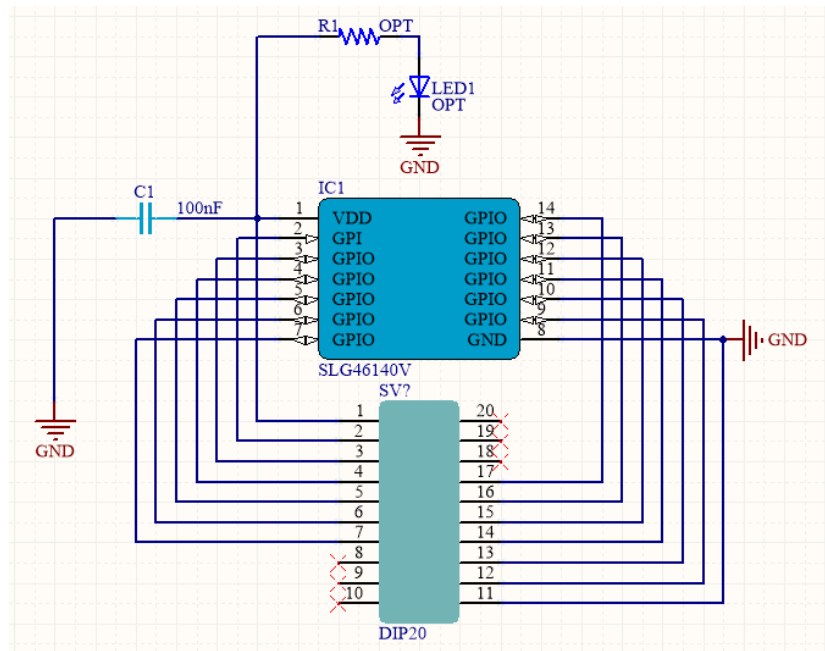 R1 OPT
LED1
OPT
GND
C1
100nF
IC1
1 VDD GPIO 14
2 GPI GPIO 13
3 GPIO GPIO 12
4 GPIO GPIO 11
5 GPIO GPIO 10
6 GPIO GPIO 9
7 GPIO GND 8
GND
SLG46140V
GND
SV?
1 20
2 19
3 18
4 17
5 16
6 15
7 14
8 13
9 12
10 11
DIP20